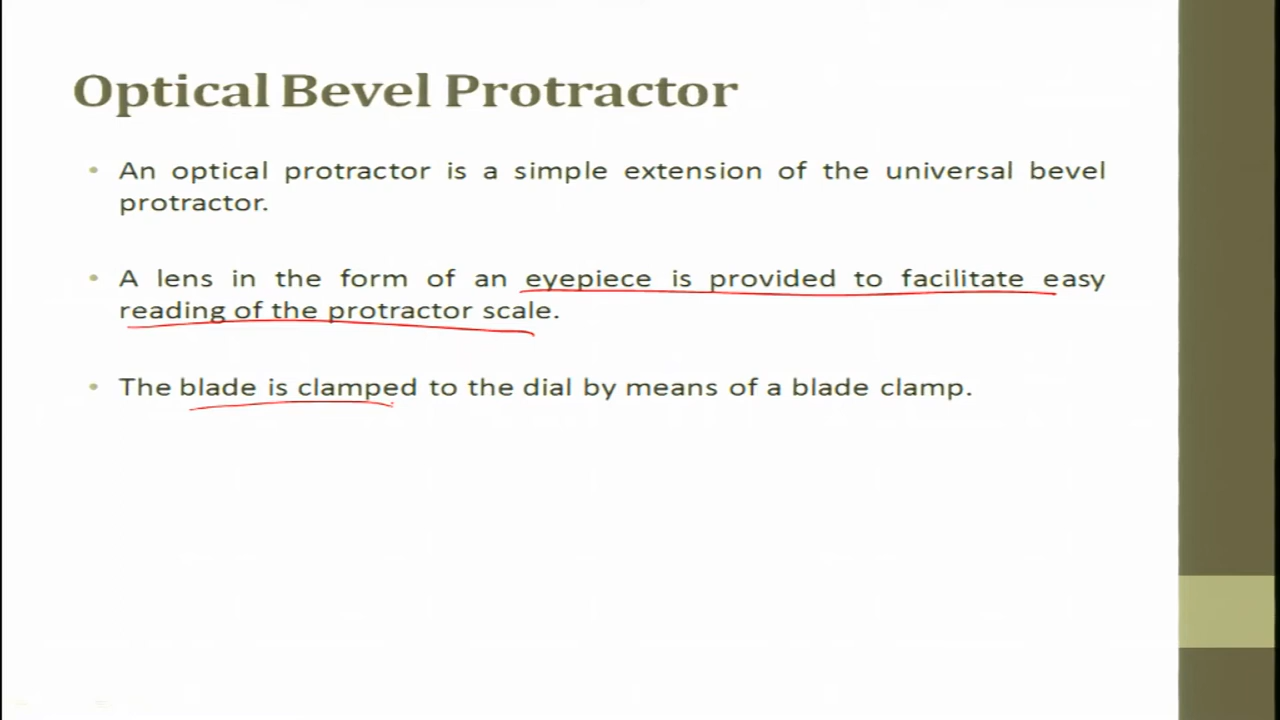 Optical Bevel Protractor
• An optical protractor is a simple extension of the universal bevel
protractor.
• A lens in the form of an eyepiece is provided to facilitate easy
reading of the protractor scale.
• The blade is clamped to the dial by means of a blade clamp.